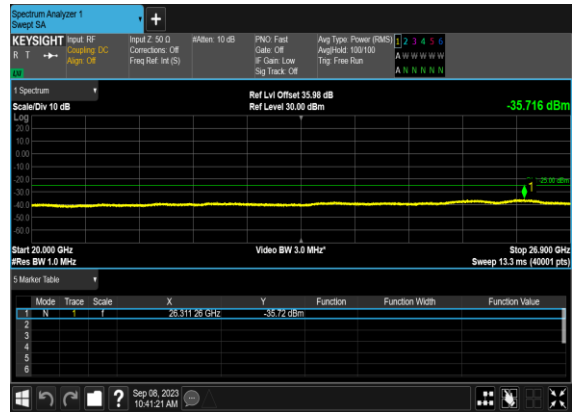 Spectrum Analyzer 1
Swept SA
+
KEYSIGHT Input: RF Input Z: 50 Ω #Atten: 10 dB PNO: Fast Avg Type: Power (RMS) 1 2 3 4 5 6
R T Coupling: DC Corrections: Off Gate: Off Avg|Hold: 100/100 A W W W W W
Align: Off Freq Ref: Int (S) IF Gain: Low Trig: Free Run
Sig Track: Off A N N N N N
1 Spectrum
Ref Lvl Offset 35.98 dB
Scale/Div 10 dB Ref Level 30.00 dBm -35.716 dBm
Log
20.0
10.0
0.00
-10.0
-20.0
-25.00 dBm
1
-30.0
-40.0
-50.0
-60.0
Start 20.000 GHz Video BW 3.0 MHz* Stop 26.900 GHz
#Res BW 1.0 MHz Sweep 13.3 ms (40001 pts)
5 Marker Table
Mode Trace Scale X Y Function Function Width Function Value
1 N 1 f 26.311 26 GHz -35.72 dBm
2
3
4
5
6
? Sep 08, 2023
10:41:21 AM